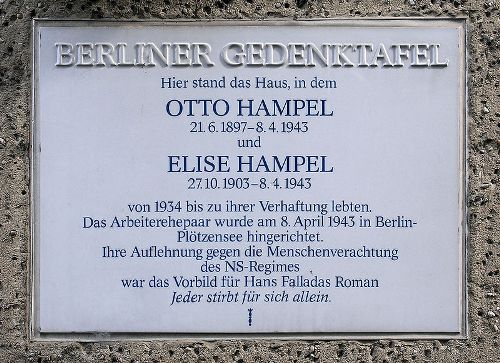 BERLINER GEDENKTAFEL
Hier stand das Haus, in dem
OTTO HAMPEL
21.6.1897–8.4.1943
und
ELISE HAMPEL
27.10.1903–8.4.1943
von 1934 bis zu ihrer Verhaftung lebten.
Das Arbeiterehepaar wurde am 8. April 1943 in Berlin-
Plötzensee hingerichtet.
Ihre Auflehnung gegen die Menschenverachtung
des NS-Regimes
war das Vorbild für Hans Falladas Roman
Jeder stirbt für sich allein.